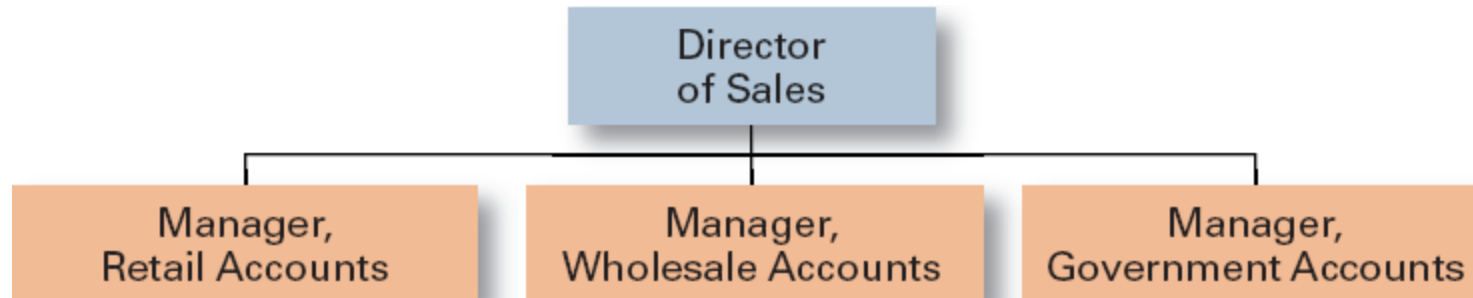 Director
of Sales
Manager,
Retail Accounts
Manager,
Wholesale Accounts
Manager,
Government Accounts